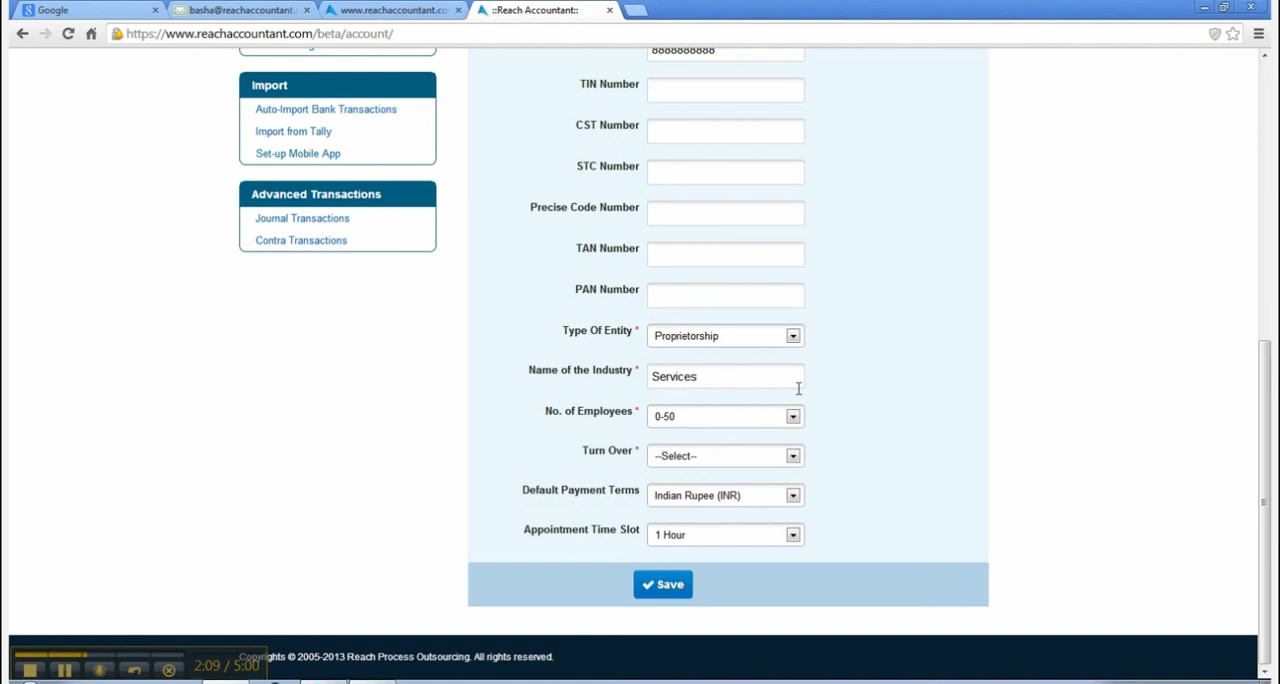 Google
basha@reachaccountant.
www.reachaccountant.co
::Reach Accountant::
https://www.reachaccountant.com/beta/account/
8888888888
Import
Auto-Import Bank Transactions
Import from Tally
Set-up Mobile App
Advanced Transactions
Journal Transactions
Contra Transactions
TIN Number
CST Number
STC Number
Precise Code Number
TAN Number
PAN Number
Type Of Entity * Proprietorship
Name of the Industry * Services
No. of Employees * 0-50
Turn Over * --Select--
Default Payment Terms Indian Rupee (INR)
Appointment Time Slot 1 Hour
Save
Copyrights © 2005-2013 Reach Process Outsourcing. All rights reserved.
2:09 / 5:00